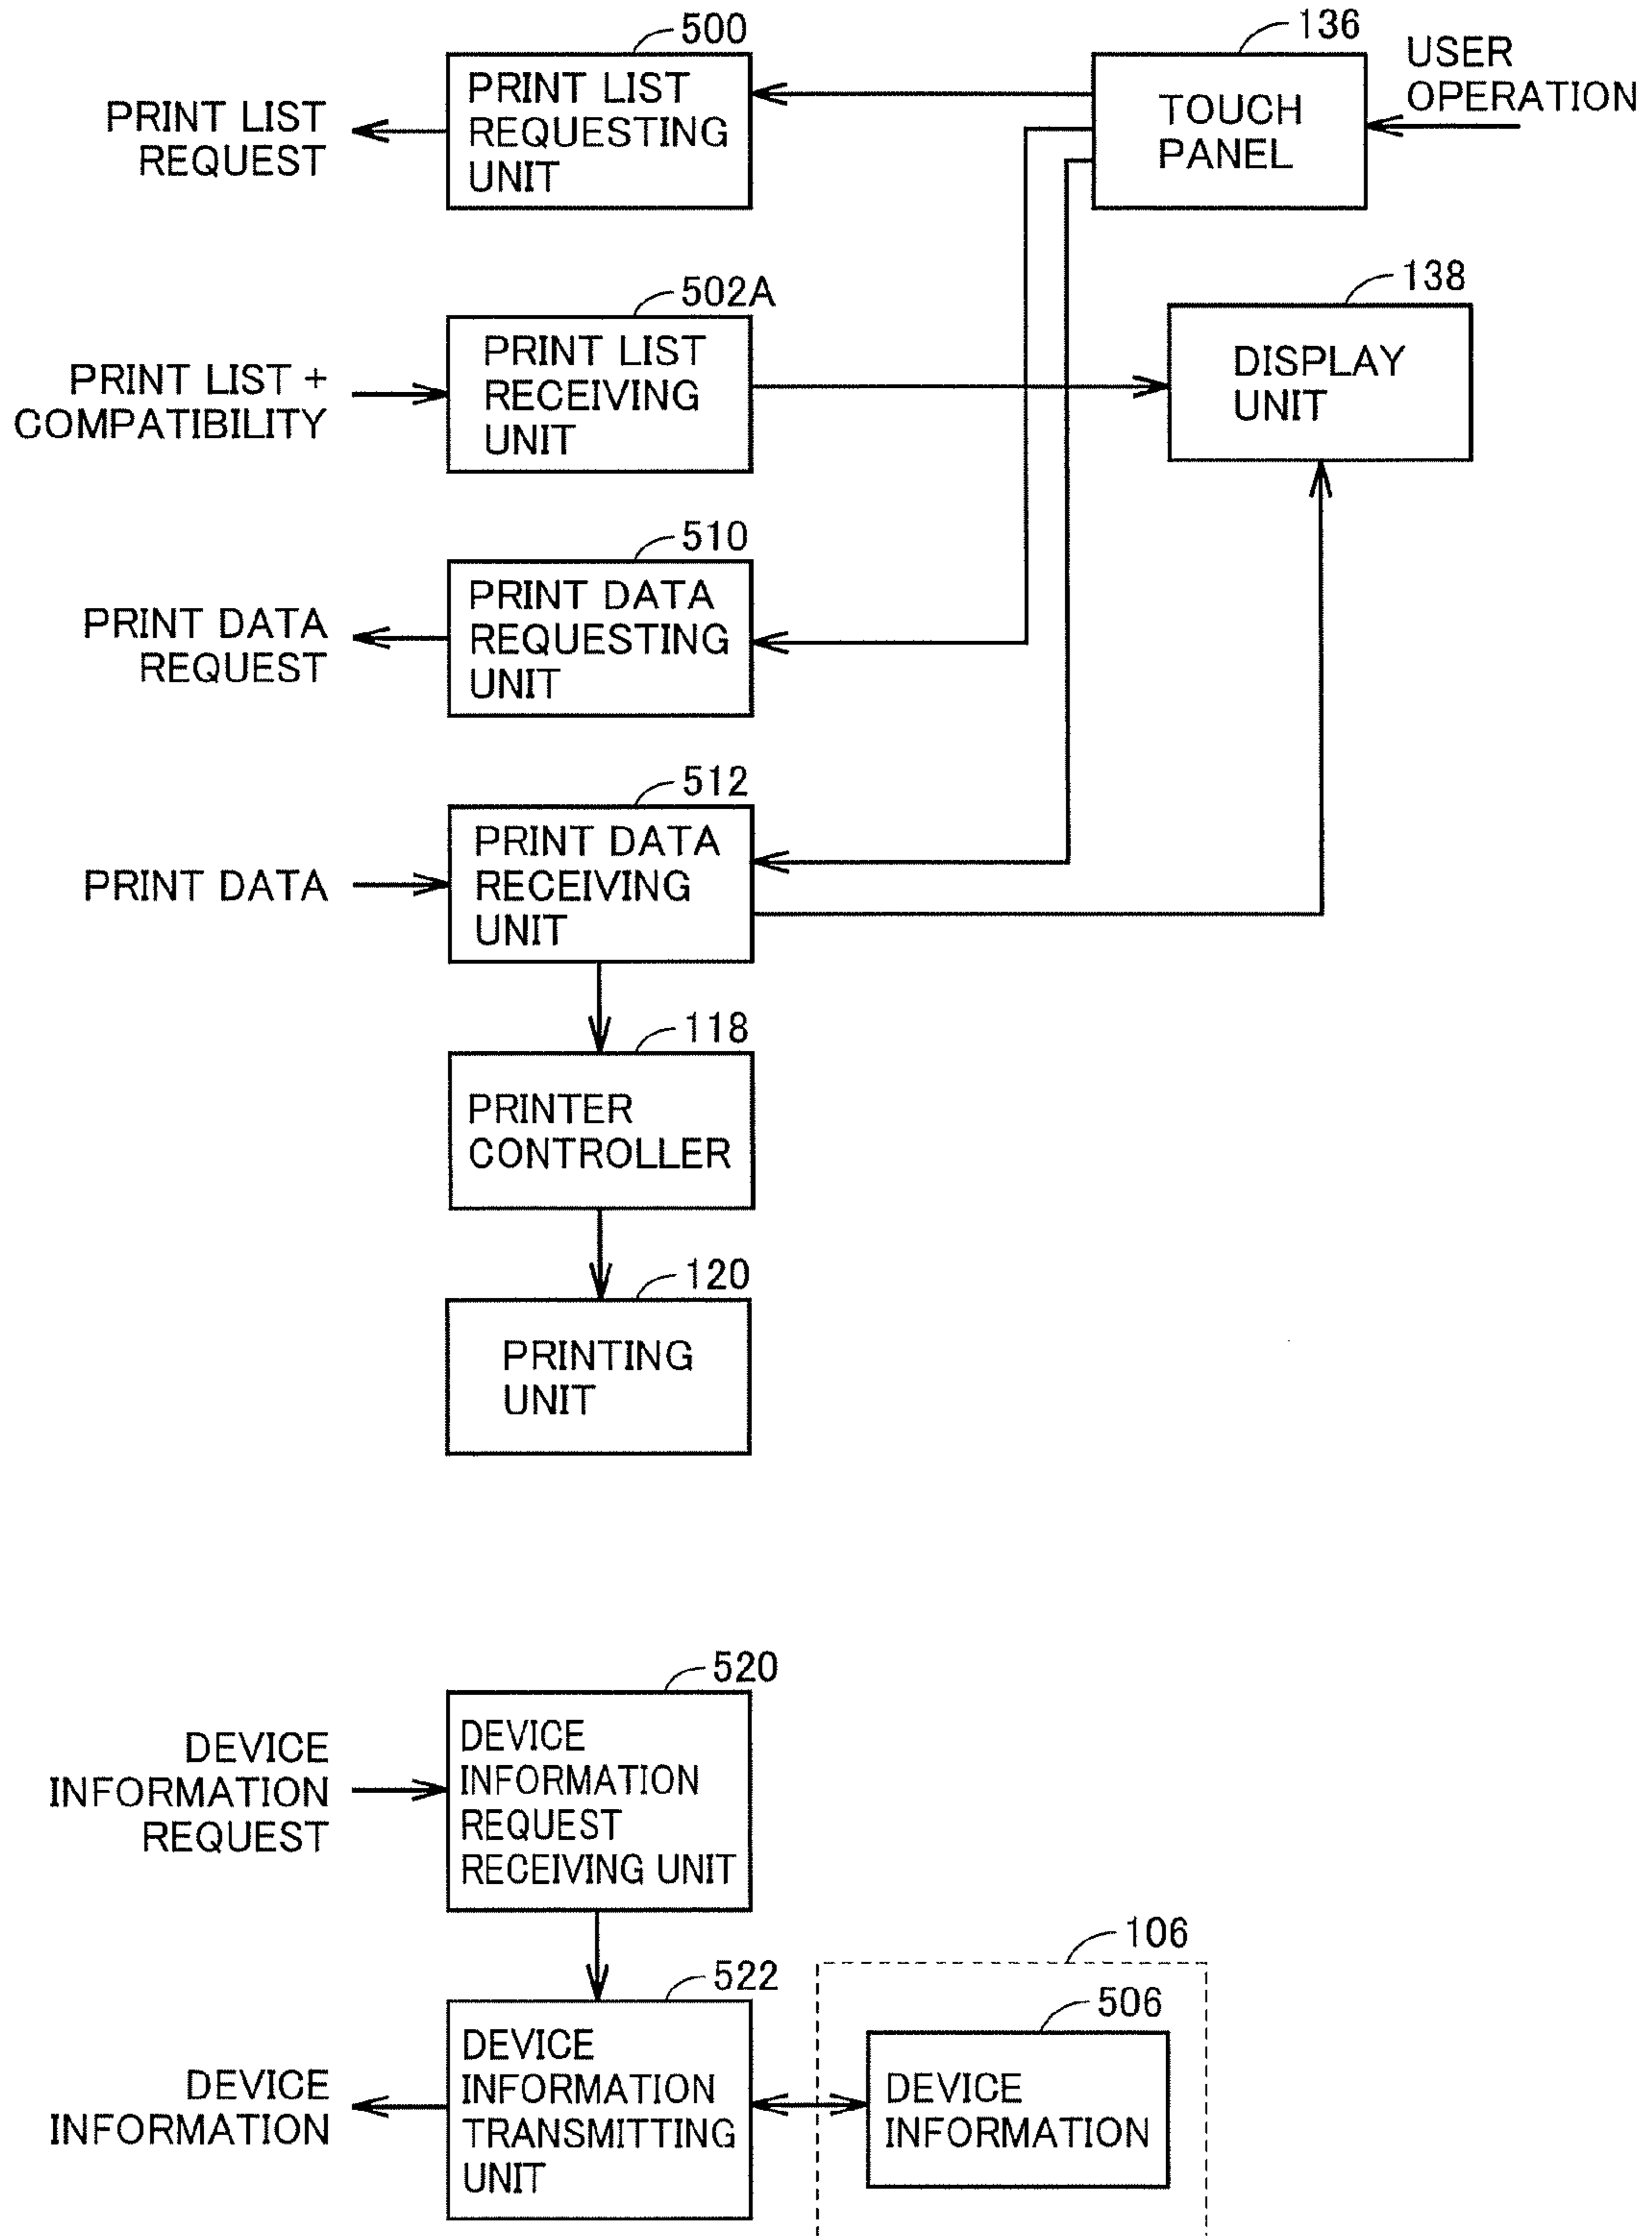 500
PRINT LIST
REQUESTING
UNIT
PRINT LIST
REQUEST
136
TOUCH
PANEL
USER
OPERATION
502A
PRINT LIST
RECEIVING
UNIT
PRINT LIST +
COMPATIBILITY
138
DISPLAY
UNIT
510
PRINT DATA
REQUESTING
UNIT
PRINT DATA
REQUEST
512
PRINT DATA
RECEIVING
UNIT
PRINT DATA
118
PRINTER
CONTROLLER
120
PRINTING
UNIT
520
DEVICE
INFORMATION
REQUEST
RECEIVING UNIT
DEVICE
INFORMATION
REQUEST
522
DEVICE
INFORMATION
TRANSMITTING
UNIT
DEVICE
INFORMATION
106
506
DEVICE
INFORMATION